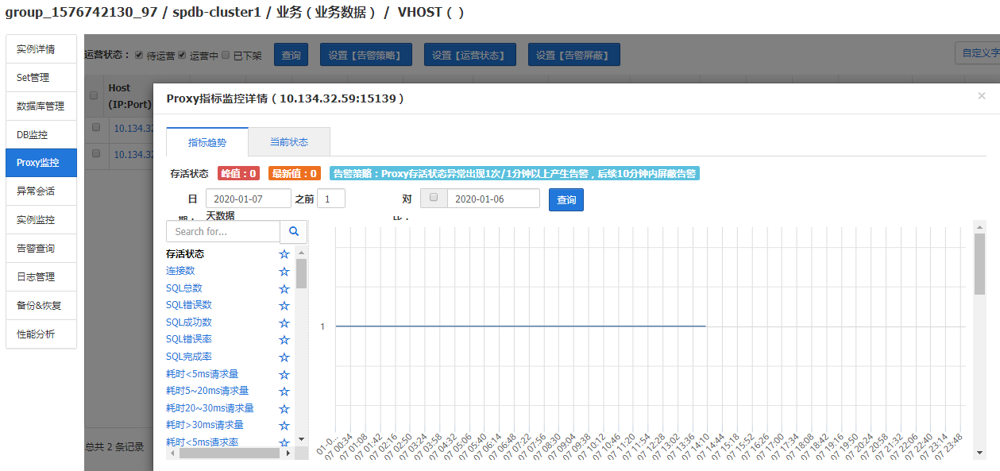 group_1576742130_97 / spdb-cluster1 / 业务 ( 业务数据 ) / VHOST ( )
实例详情
Set管理
数据库管理
DB监控
Proxy监控
异常会话
实例监控
告警查询
日志管理
备份&恢复
性能分析
运营状态： 待运营 运营中 已下架 查询 设置【告警策略】 设置【运营状态】 设置【告警屏蔽】 自定义字
Host
(IP:Port)
10.134.32
10.134.32
总共 2 条记录
Proxy指标监控详情 ( 10.134.32.59:15139 ) ×
指标趋势 当前状态
存活状态 峰值：0 最新值：0 告警策略：Proxy存活状态异常出现1次/1分钟以上产生告警，后续10分钟内屏蔽告警
日 2020-01-07 之前 1 对 2020-01-06 查询
期： 天数据 比：
Search for...
存活状态
连接数
SQL总数
SQL错误数
SQL成功数
SQL错误率
SQL完成率
耗时<5ms请求量
耗时5~20ms请求量
耗时20~30ms请求量
耗时>30ms请求量
耗时<5ms请求率
1
01-0... 07 00:34 07 01:08 07 01:42 07 02:16 07 02:50 07 03:24 07 03:58 07 04:32 07 05:06 07 05:40 07 06:14 07 06:48 07 07:22 07 07:56 07 08:30 07 09:04 07 09:38 07 10:12 07 10:46 07 11:20 07 11:54 07 12:28 07 13:02 07 13:36 07 14:10 07 14:44 07 15:18 07 15:52 07 16:26 07 17:00 07 17:34 07 18:08 07 18:42 07 19:16 07 19:50 07 20:24 07 20:58 07 21:32 07 22:06 07 22:40 07 23:14 07 23:48